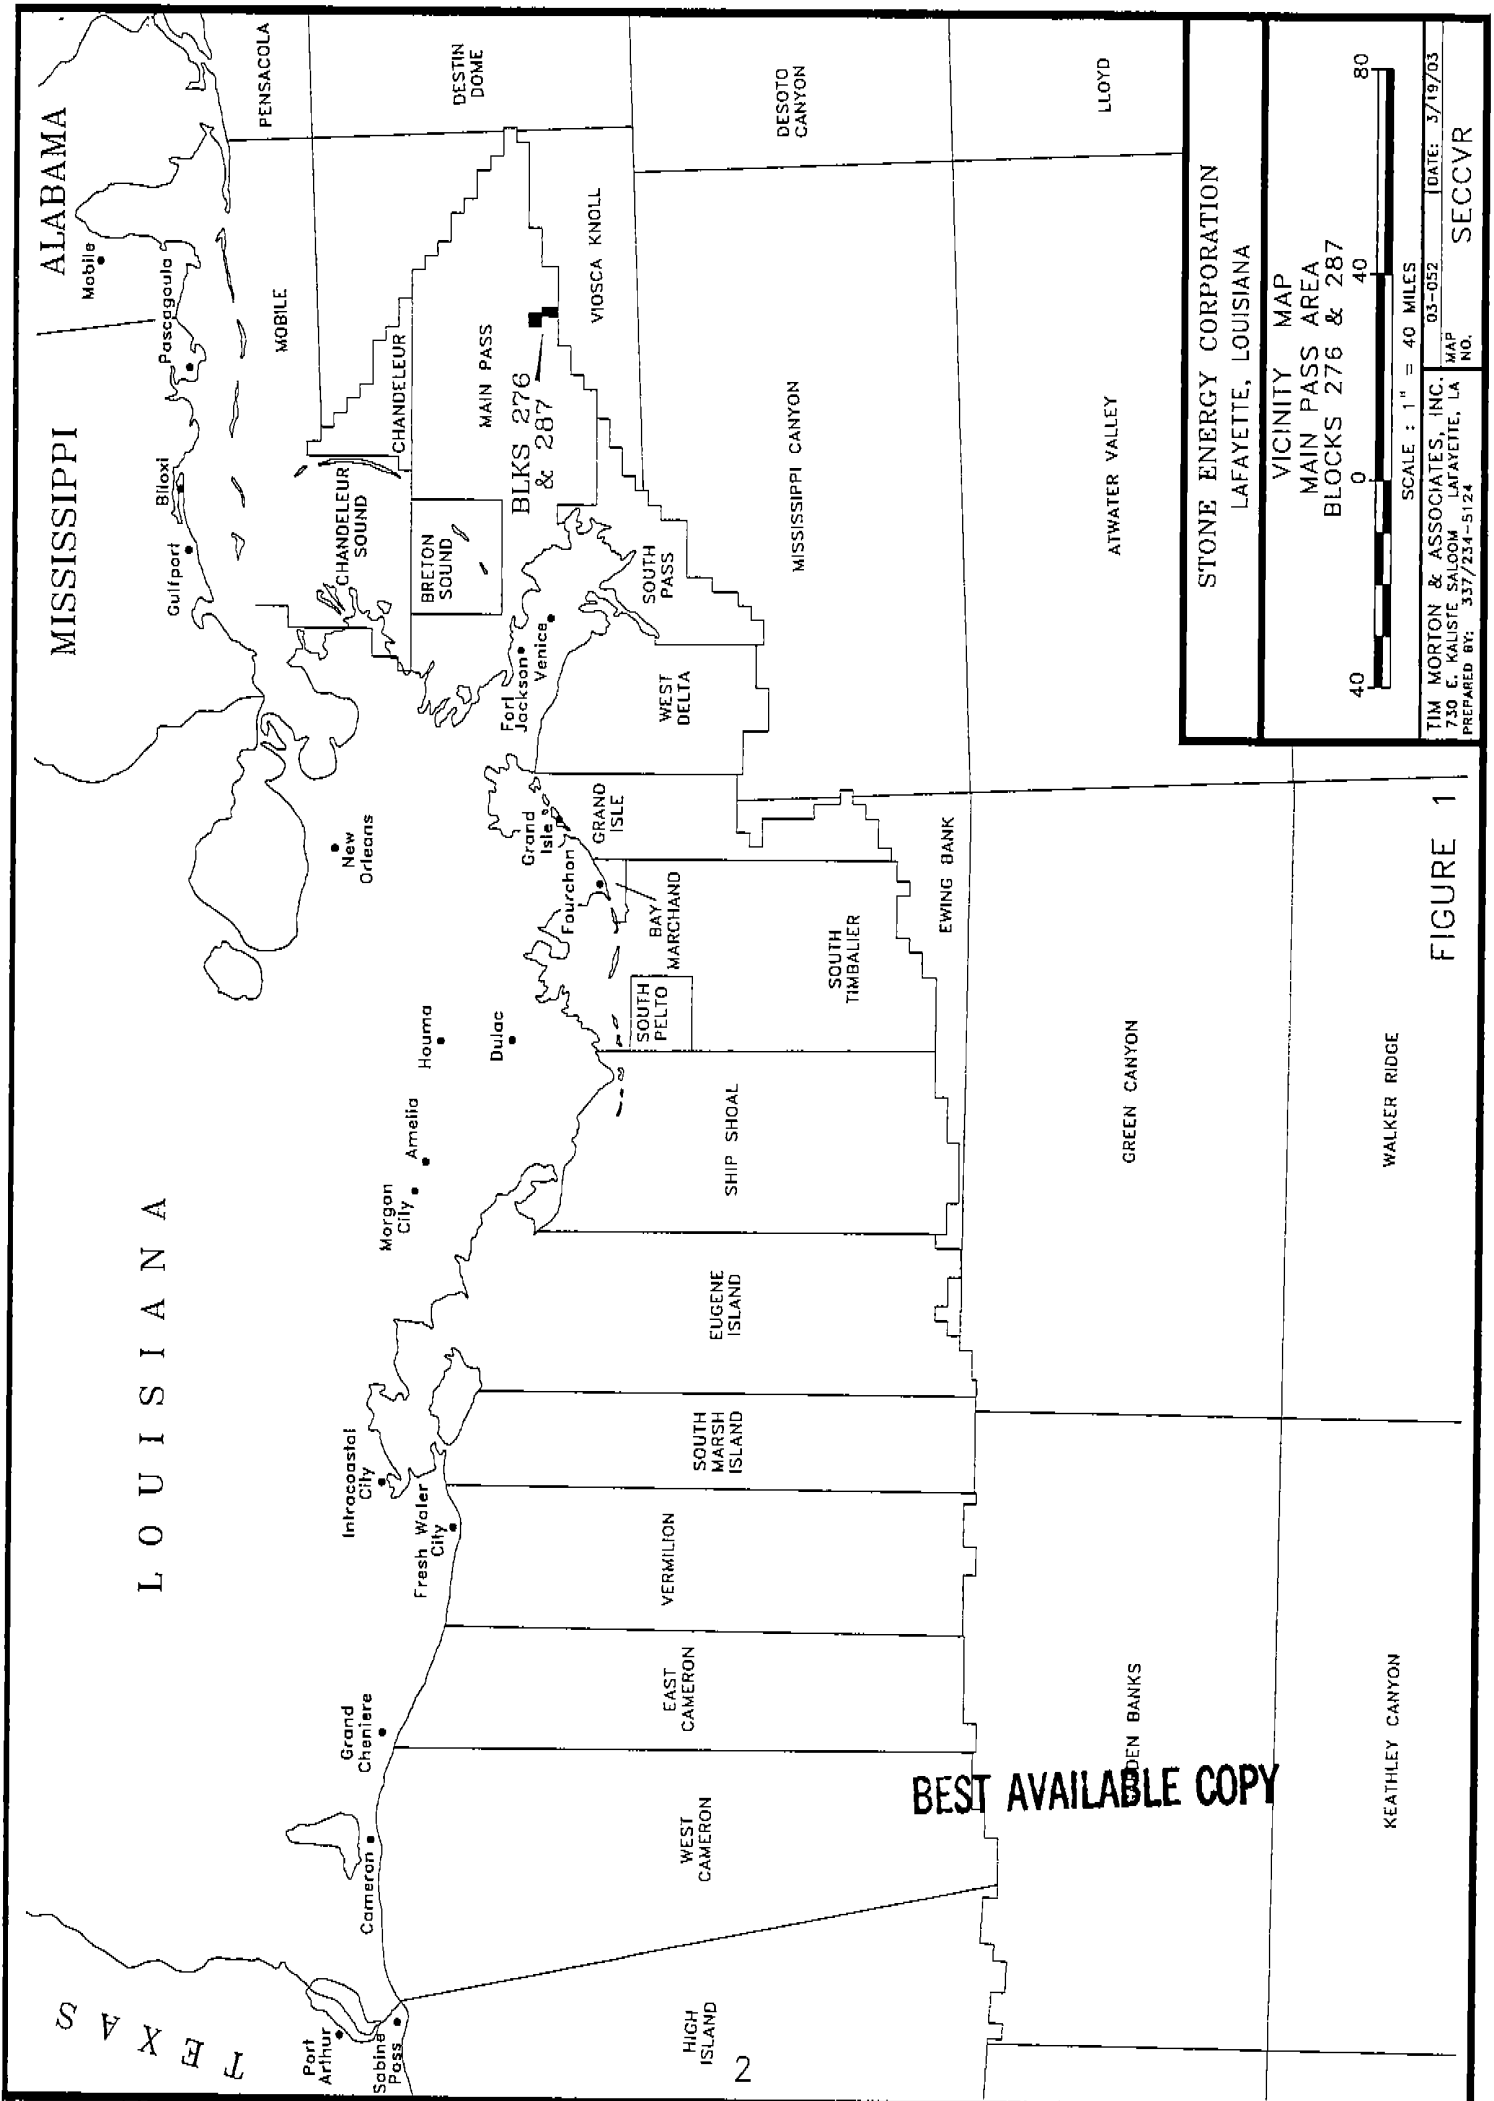 TEXAS
LOUISIANA
MISSISSIPPI
ALABAMA
Port
Arthur
Sabine
Pass
Cameron
Grand
Cheniere
Intracoastal
City
Fresh Water
City
Morgan
City
Amelia
Houma
Dulac
New
Orleans
Fourchon
Grand
Isle
Fort
Jackson
Venice
Gulfport
Biloxi
Pascagoula
Mobile
HIGH
ISLAND
WEST
CAMERON
EAST
CAMERON
VERMILION
SOUTH
MARSH
ISLAND
EUGENE
ISLAND
SHIP SHOAL
SOUTH
PELTO
BAY
MARCHAND
SOUTH
TIMBALIER
GRAND
ISLE
WEST
DELTA
SOUTH
PASS
BRETON
SOUND
CHANDELEUR
SOUND
CHANDELEUR
MAIN PASS
BLKS 276
& 287
MOBILE
VIOSCA KNOLL
PENSACOLA
DESTIN
DOME
DESOTO
CANYON
LLOYD
MISSISSIPPI CANYON
ATWATER VALLEY
EWING BANK
GREEN CANYON
WALKER RIDGE
DEN BANKS
KEATHLEY CANYON
BEST AVAILABLE COPY
FIGURE 1
2
STONE ENERGY CORPORATION
LAFAYETTE, LOUISIANA
VICINITY MAP
MAIN PASS AREA
BLOCKS 276 & 287
40 0 40 80
SCALE : 1" = 40 MILES
TIM MORTON & ASSOCIATES, INC.
730 E. KALISTE SALOOM LAFAYETTE, LA
PREPARED BY: 337/234-5124
03-052
DATE: 3/19/03
MAP
NO.
SECCVR